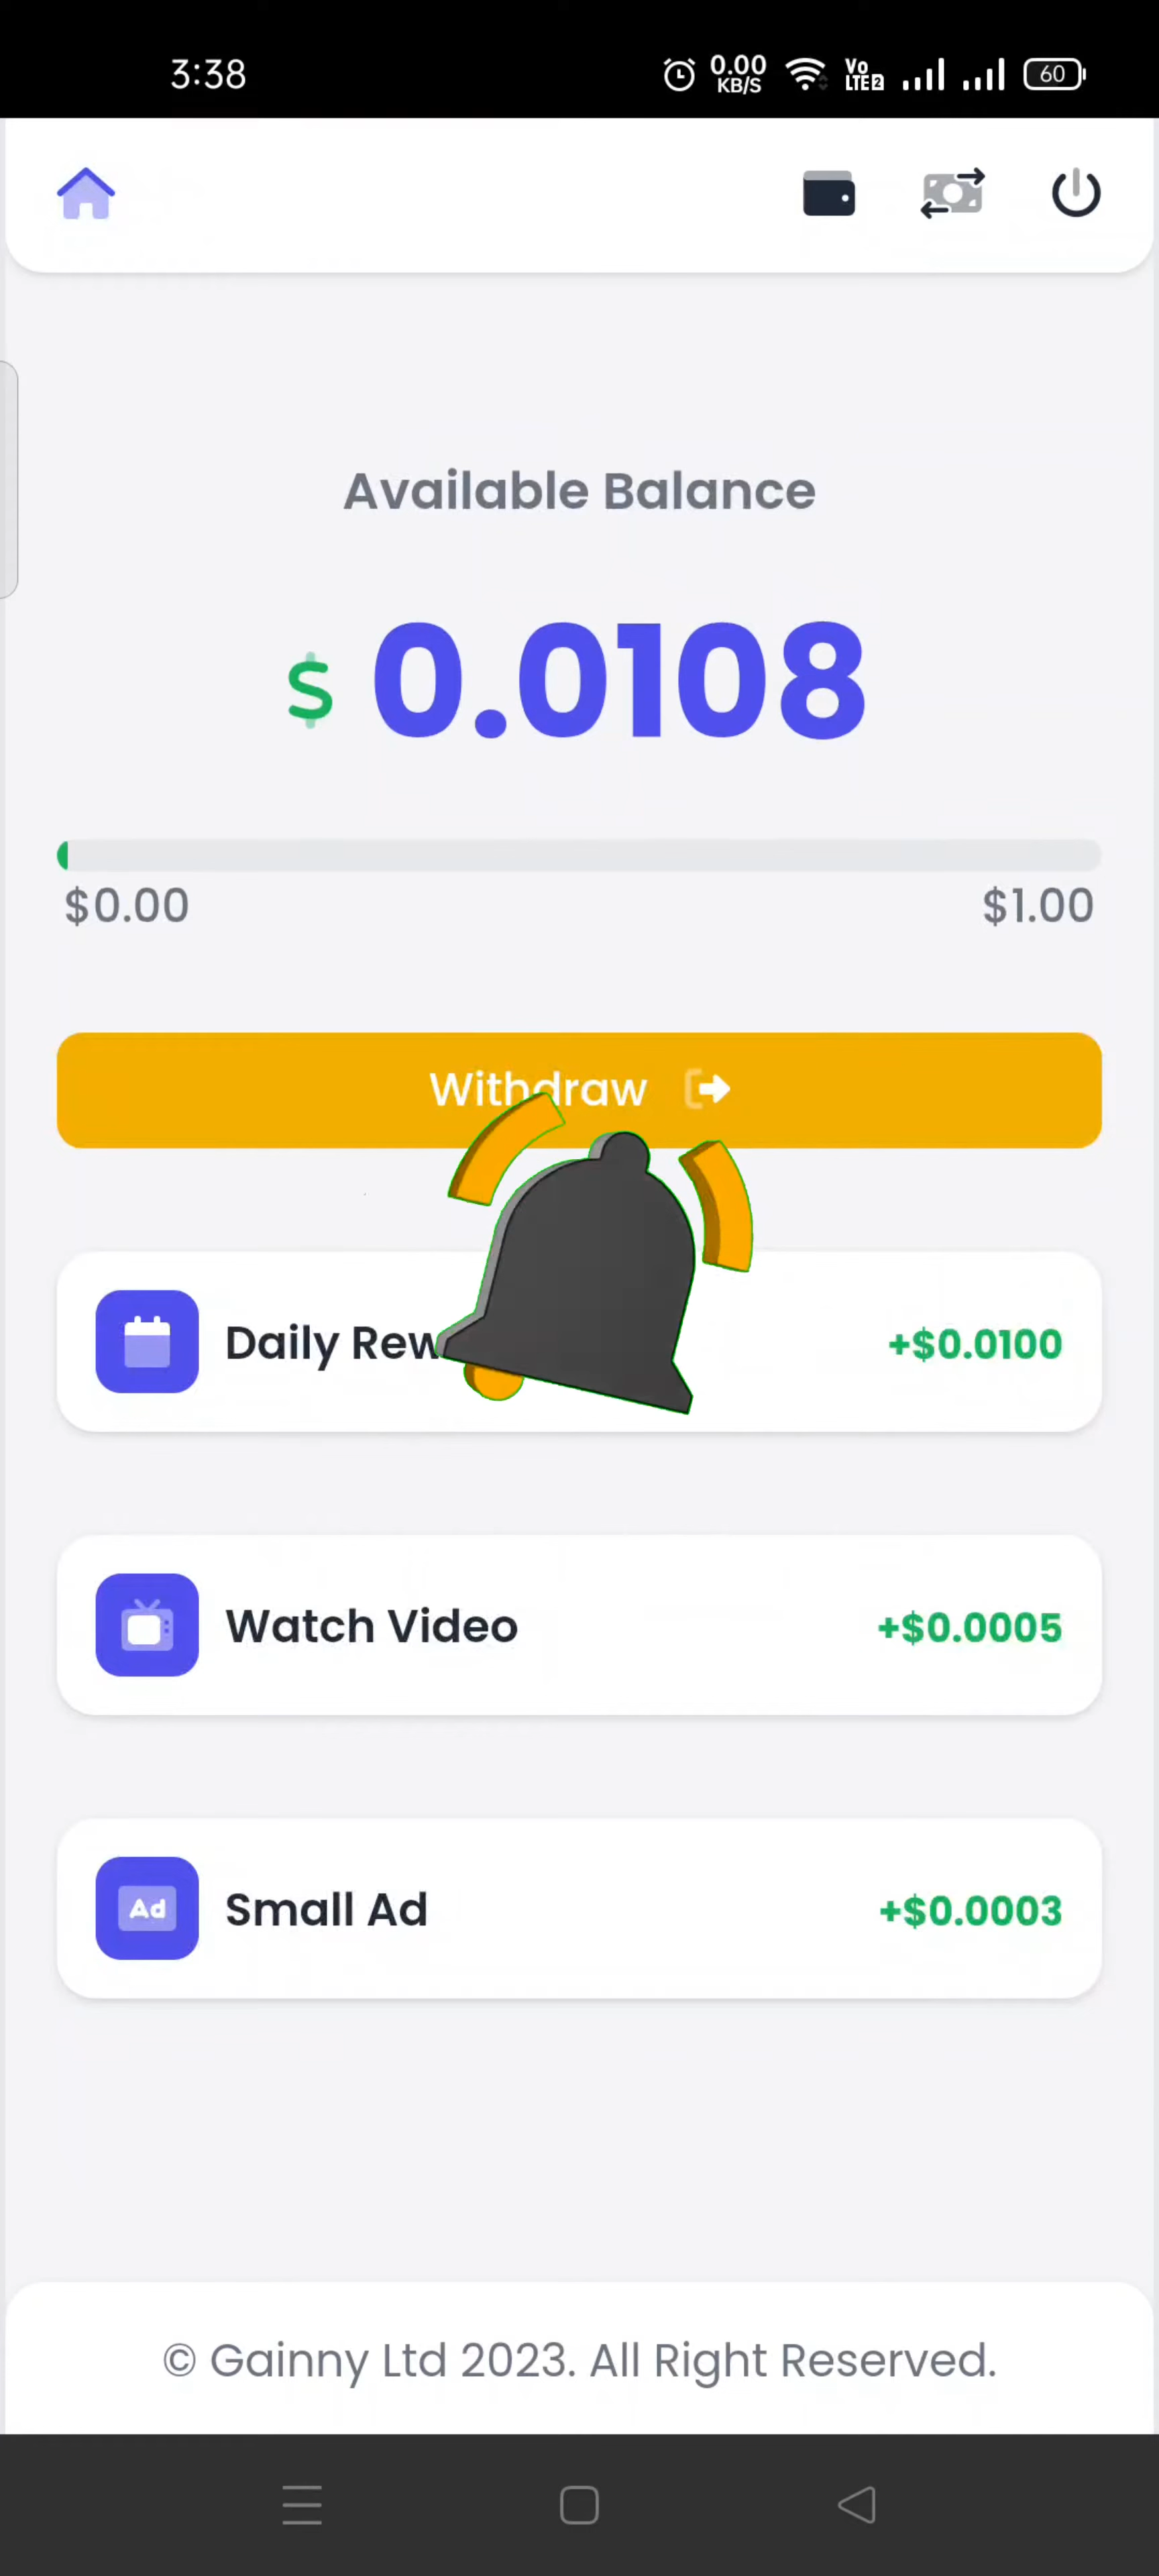 3:38
0.00
KB/S
Vo
LTE2
60
Available Balance
$ 0.0108
$0.00
$1.00
Withdraw
Daily Rew
+$0.0100
Watch Video
+$0.0005
Ad
Small Ad
+$0.0003
© Gainny Ltd 2023. All Right Reserved.